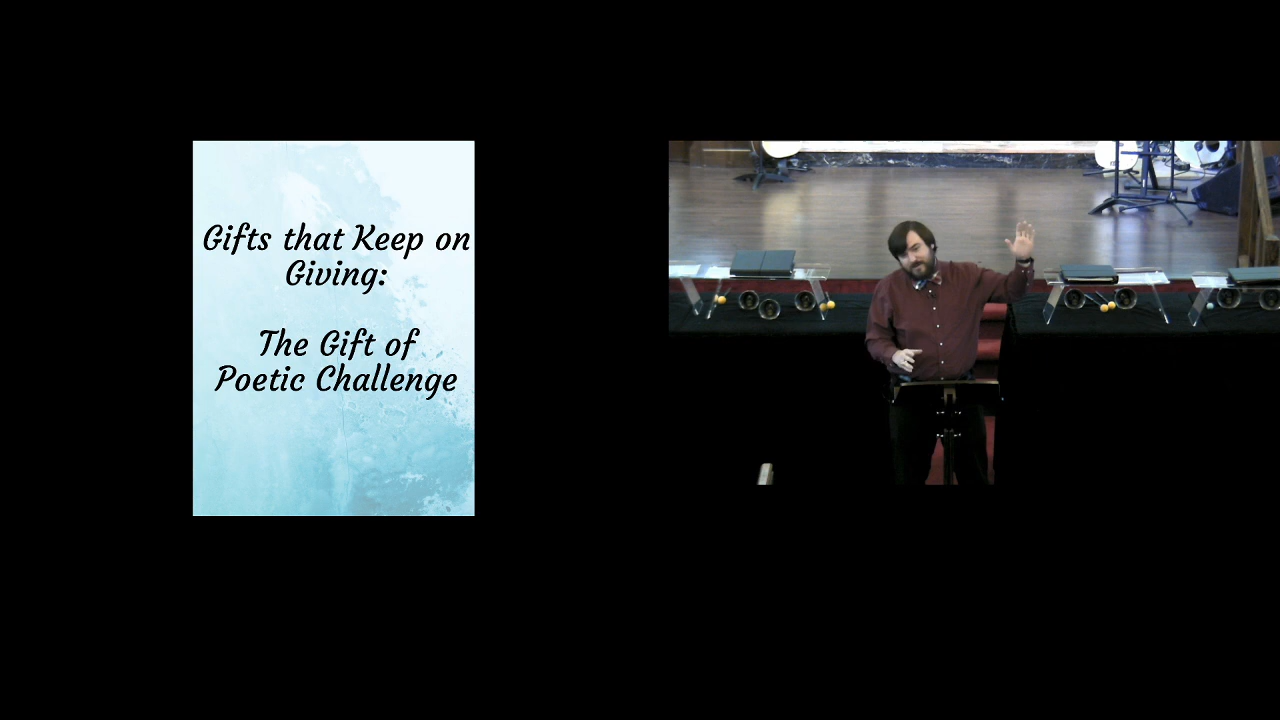 Gifts that Keep on
Giving:
The Gift of
Poetic Challenge